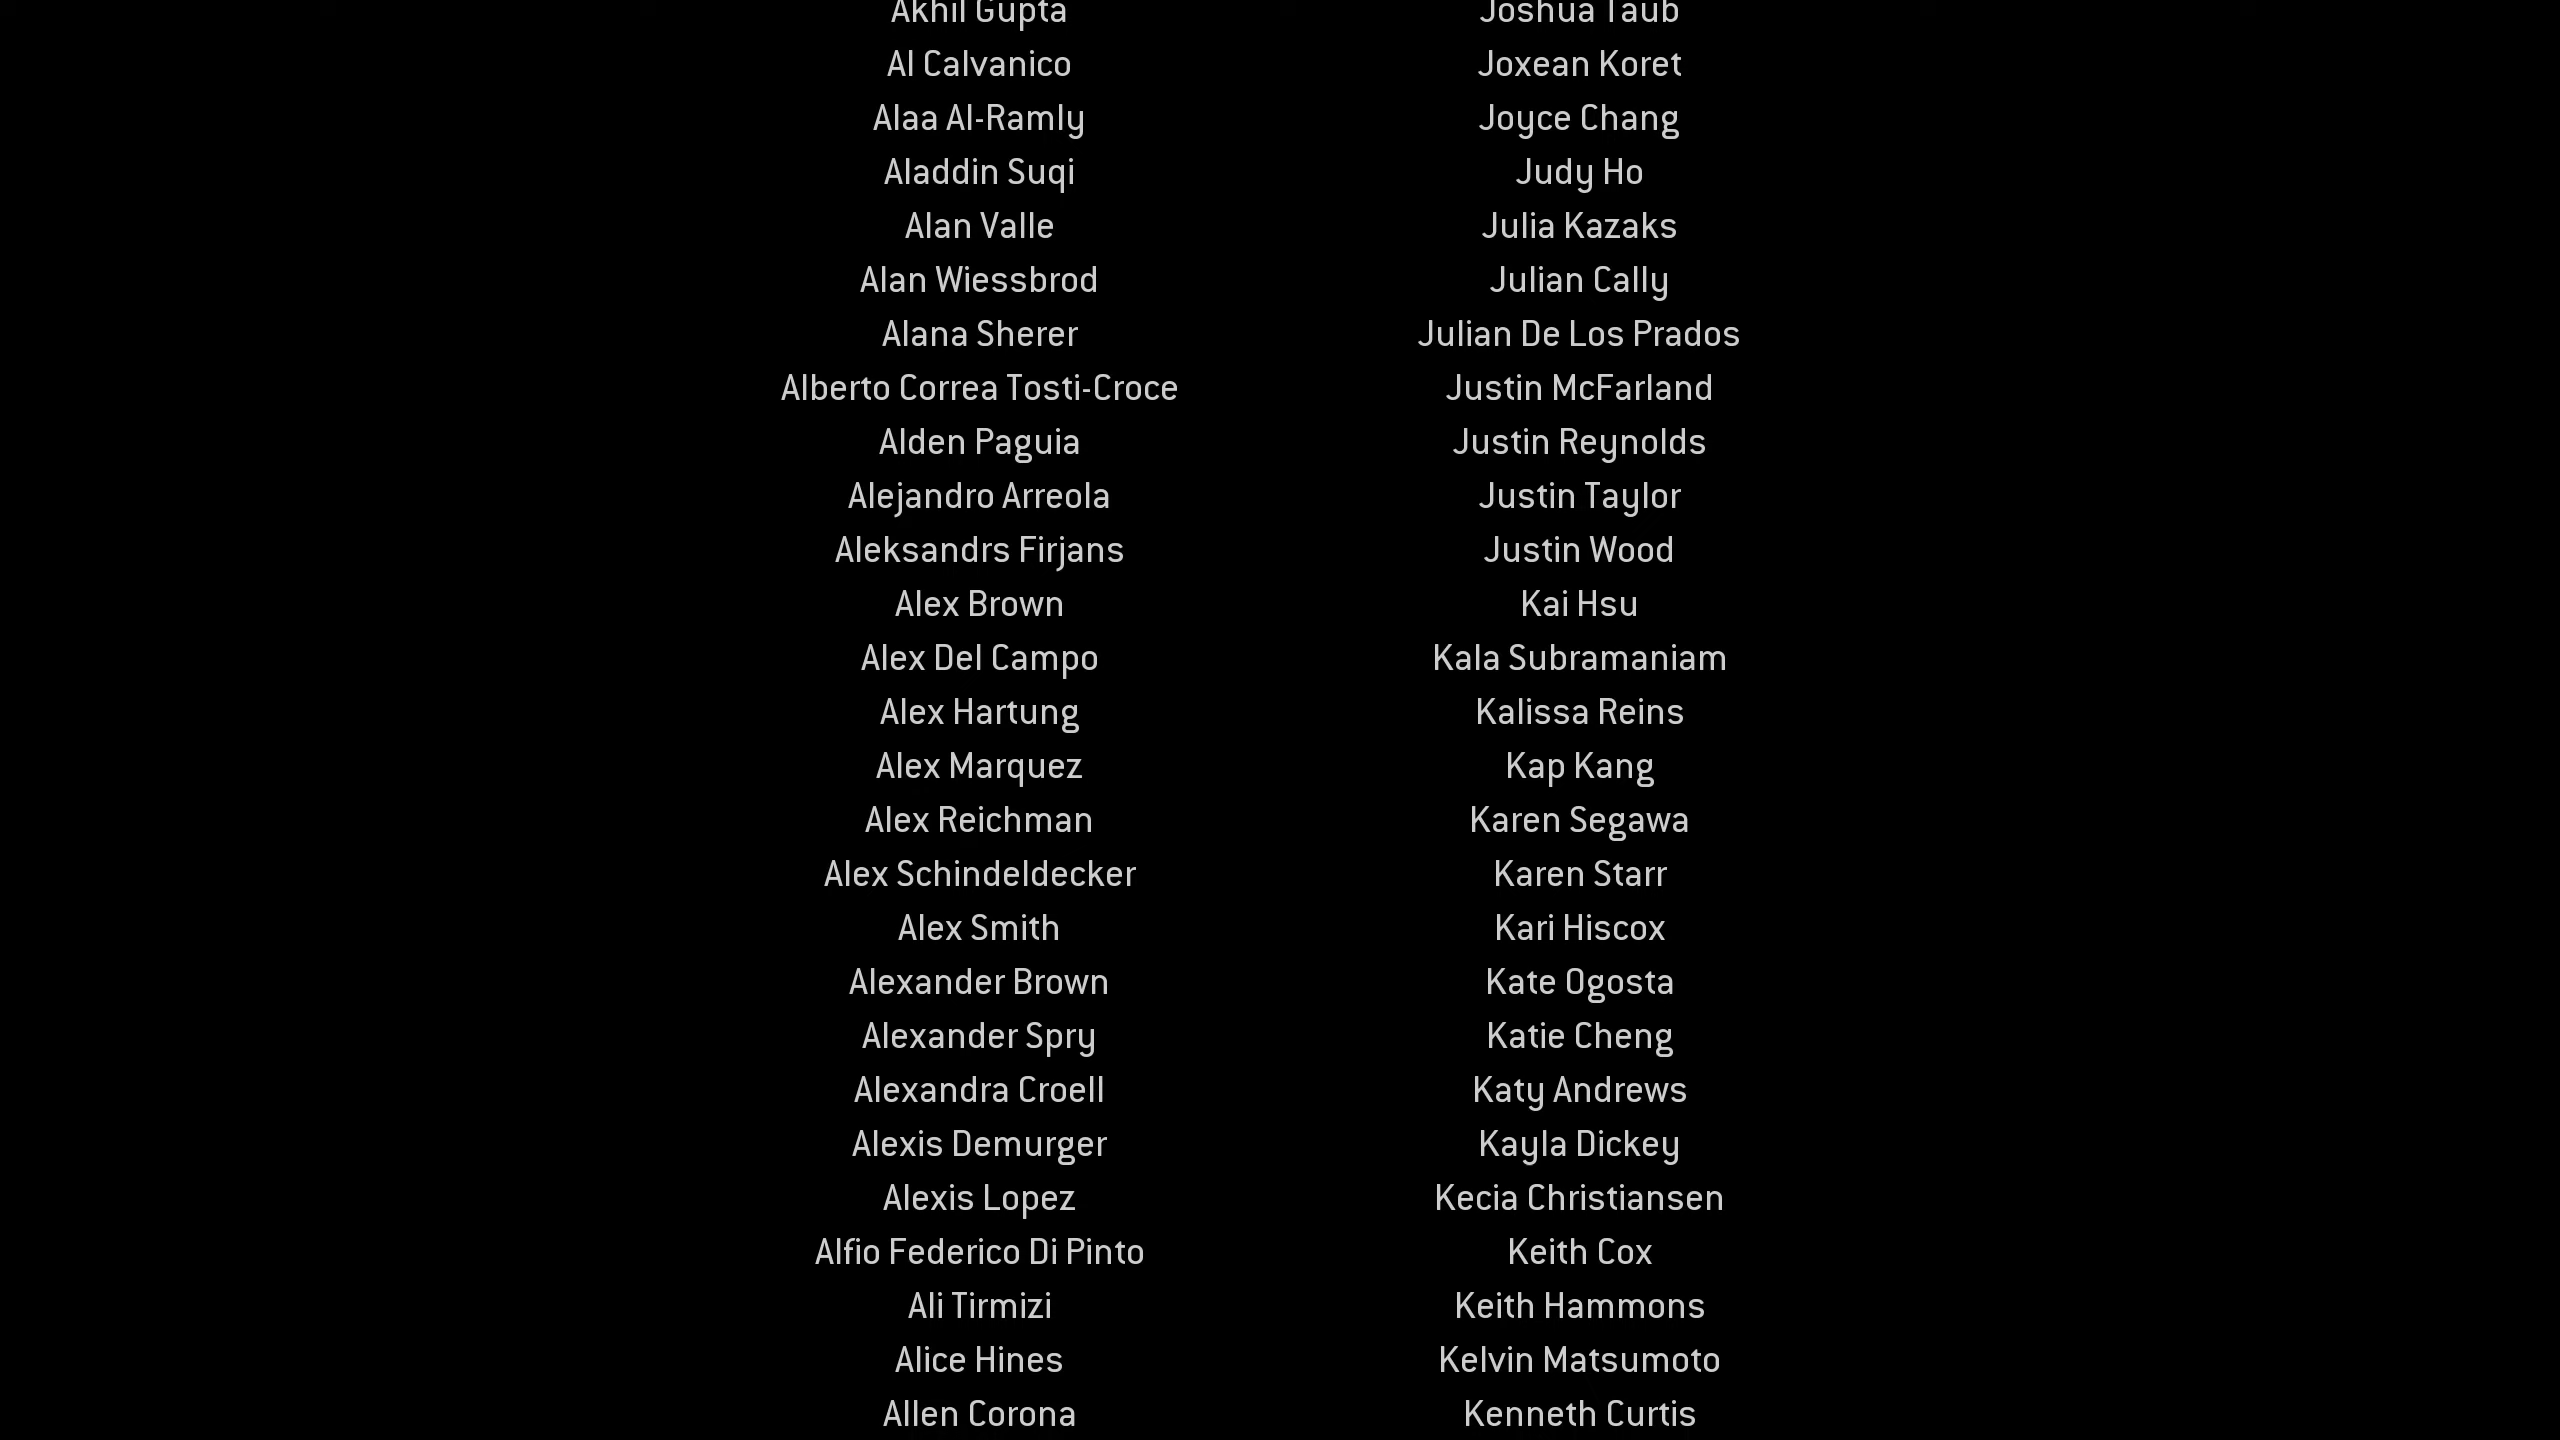 Akhil Gupta
Al Calvanico
Alaa Al-Ramly
Aladdin Suqi
Alan Valle
Alan Wiessbrod
Alana Sherer
Alberto Correa Tosti-Croce
Alden Paguia
Alejandro Arreola
Aleksandrs Firjans
Alex Brown
Alex Del Campo
Alex Hartung
Alex Marquez
Alex Reichman
Alex Schindeldecker
Alex Smith
Alexander Brown
Alexander Spry
Alexandra Croell
Alexis Demurger
Alexis Lopez
Alfio Federico Di Pinto
Ali Tirmizi
Alice Hines
Allen Corona
Joshua Taub
Joxean Koret
Joyce Chang
Judy Ho
Julia Kazaks
Julian Cally
Julian De Los Prados
Justin McFarland
Justin Reynolds
Justin Taylor
Justin Wood
Kai Hsu
Kala Subramaniam
Kalissa Reins
Kap Kang
Karen Segawa
Karen Starr
Kari Hiscox
Kate Ogosta
Katie Cheng
Katy Andrews
Kayla Dickey
Kecia Christiansen
Keith Cox
Keith Hammons
Kelvin Matsumoto
Kenneth Curtis